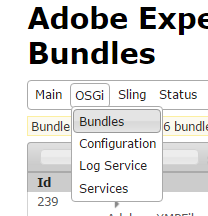 Adobe Expe
Bundles
Main OSGi Sling Status
Bundle 6 bundle
Bundles
Configuration
Log Service
Services
Id
239